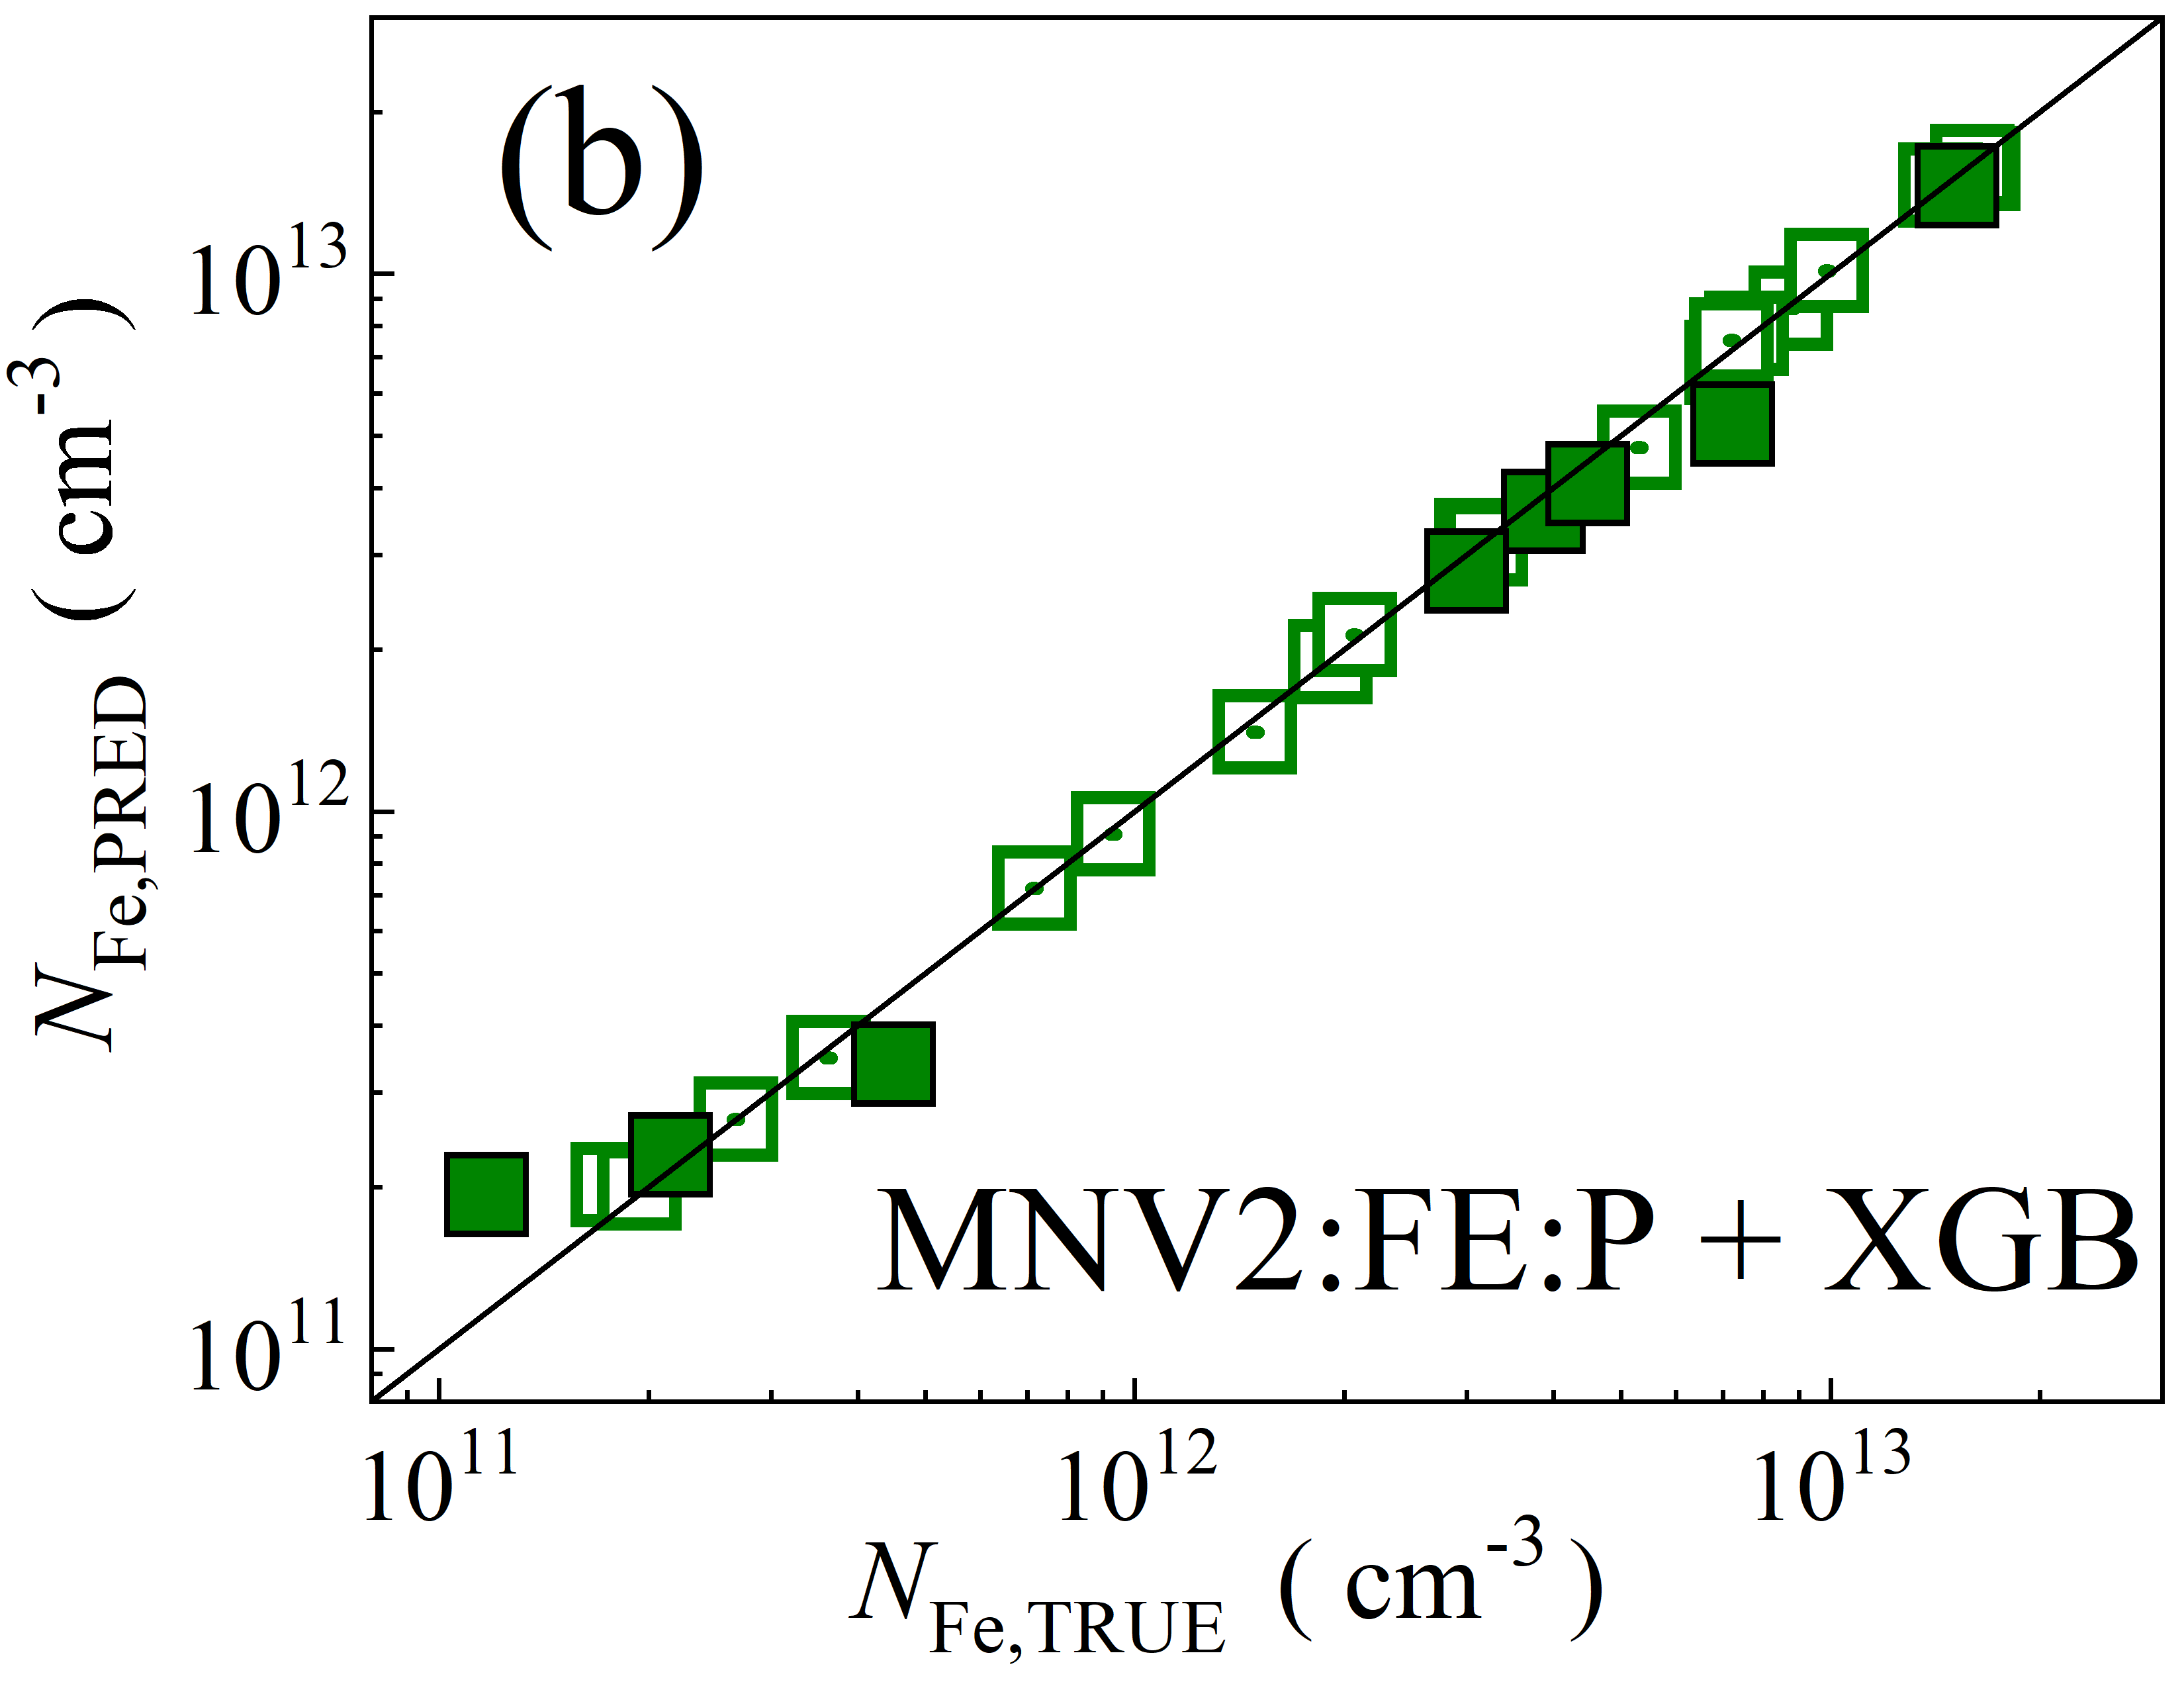 (b)
10^13
10^12
10^11
N_Fe,PRED ( cm^-3 )
MNV2:FE:P + XGB
10^11 10^12 10^13
N_Fe,TRUE ( cm^-3 )